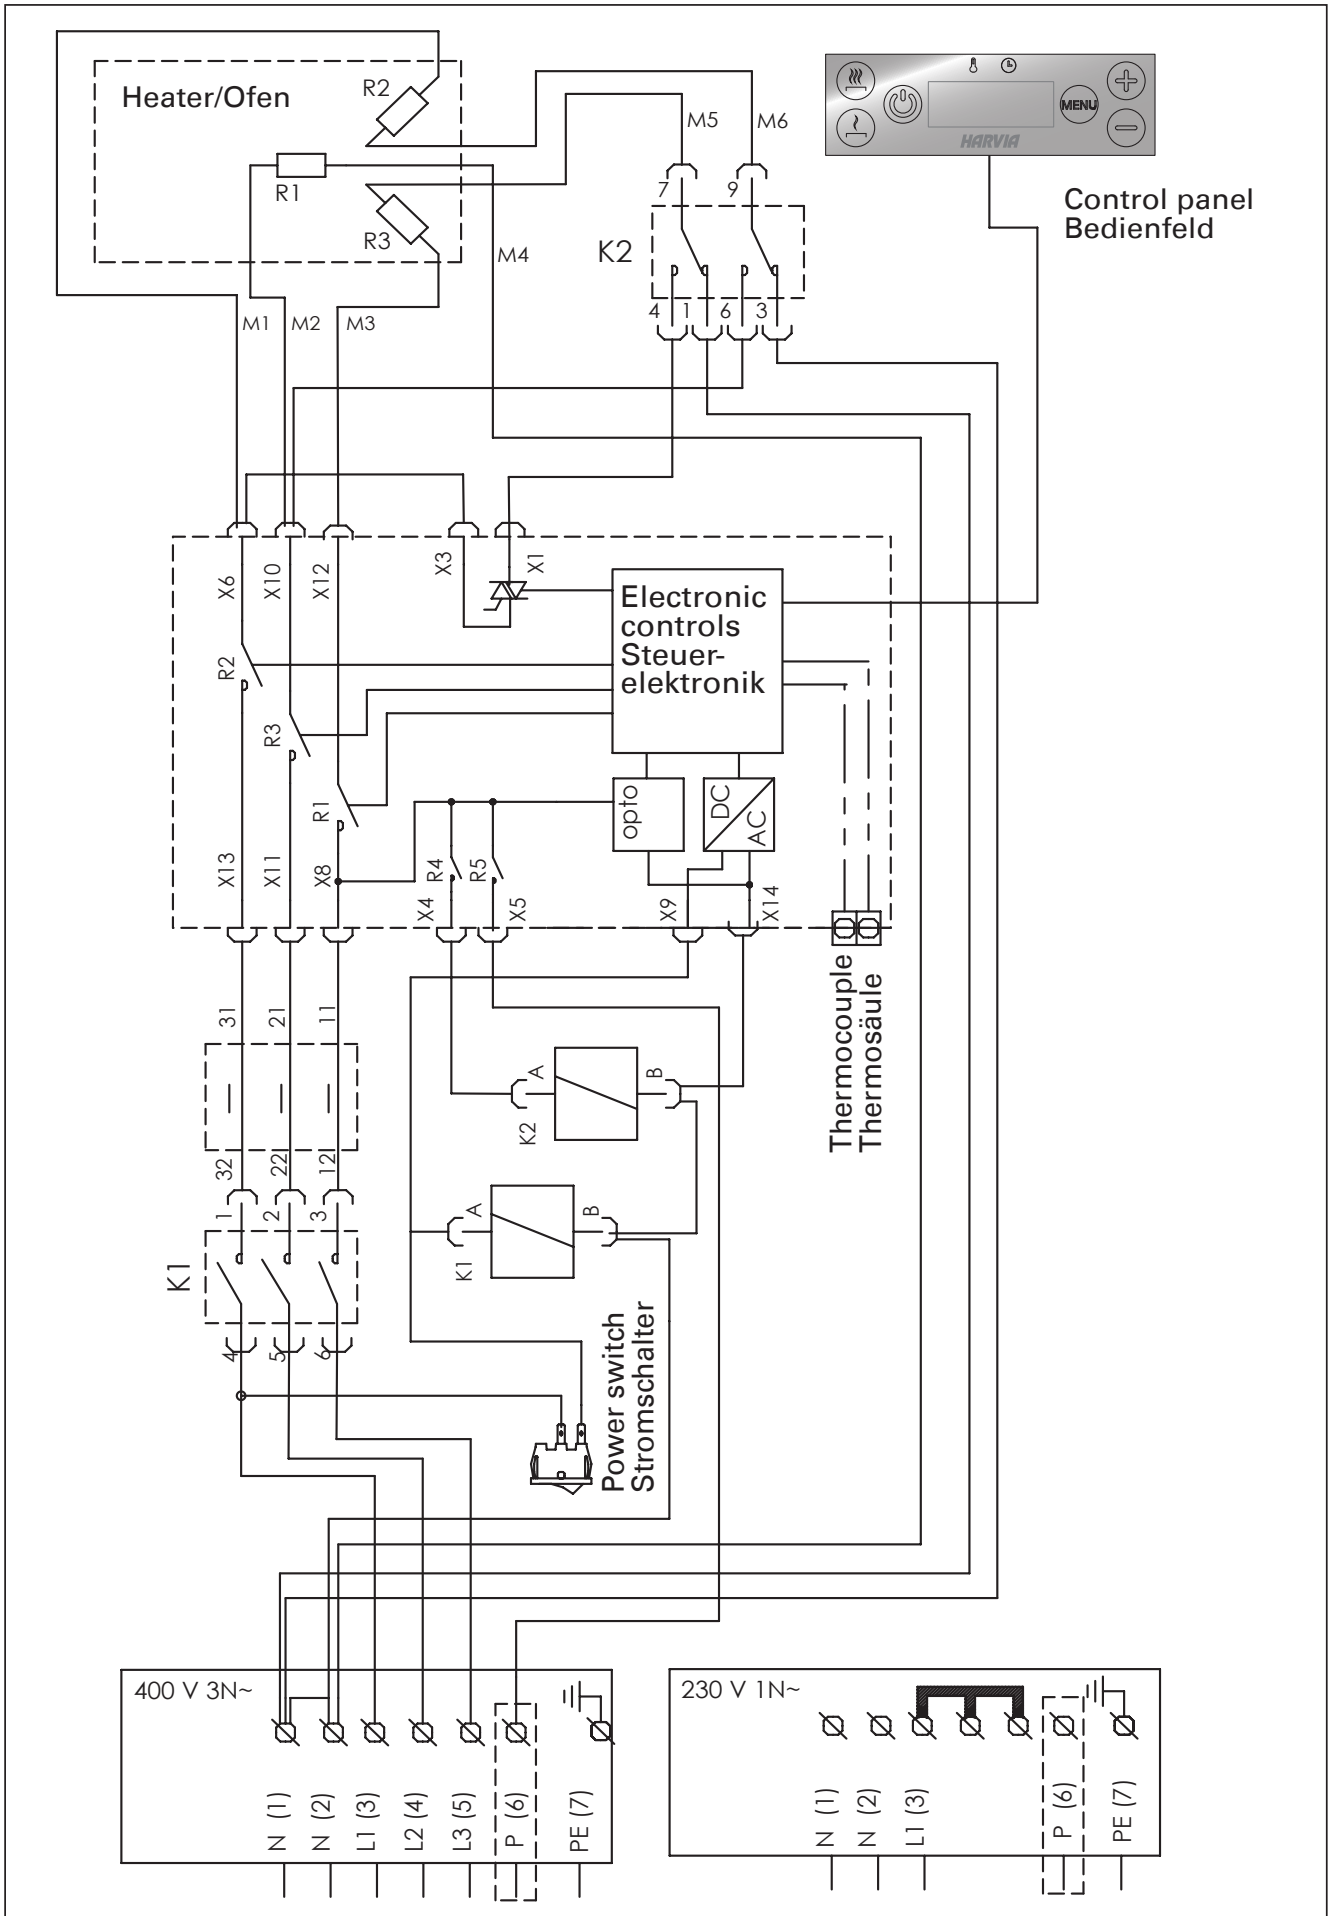 Heater/Ofen
R2
R1
R3
M5
M6
MENU
HARVIA
Control panel
Bedienfeld
7
9
K2
M4
4
1
6
3
M1
M2
M3
X6
X10
X12
X3
X1
Electronic
controls
Steuer-
elektronik
R2
R3
R1
opto
DC
AC
X13
X11
X8
R4
R5
X4
X5
X9
X14
Thermocouple
Thermosäule
31
21
11
A
B
K2
32
22
12
1
2
3
A
B
K1
K1
4
5
6
Power switch
Stromschalter
400 V 3N~
N (1)
N (2)
L1 (3)
L2 (4)
L3 (5)
P (6)
PE (7)
230 V 1N~
N (1)
N (2)
L1 (3)
P (6)
PE (7)